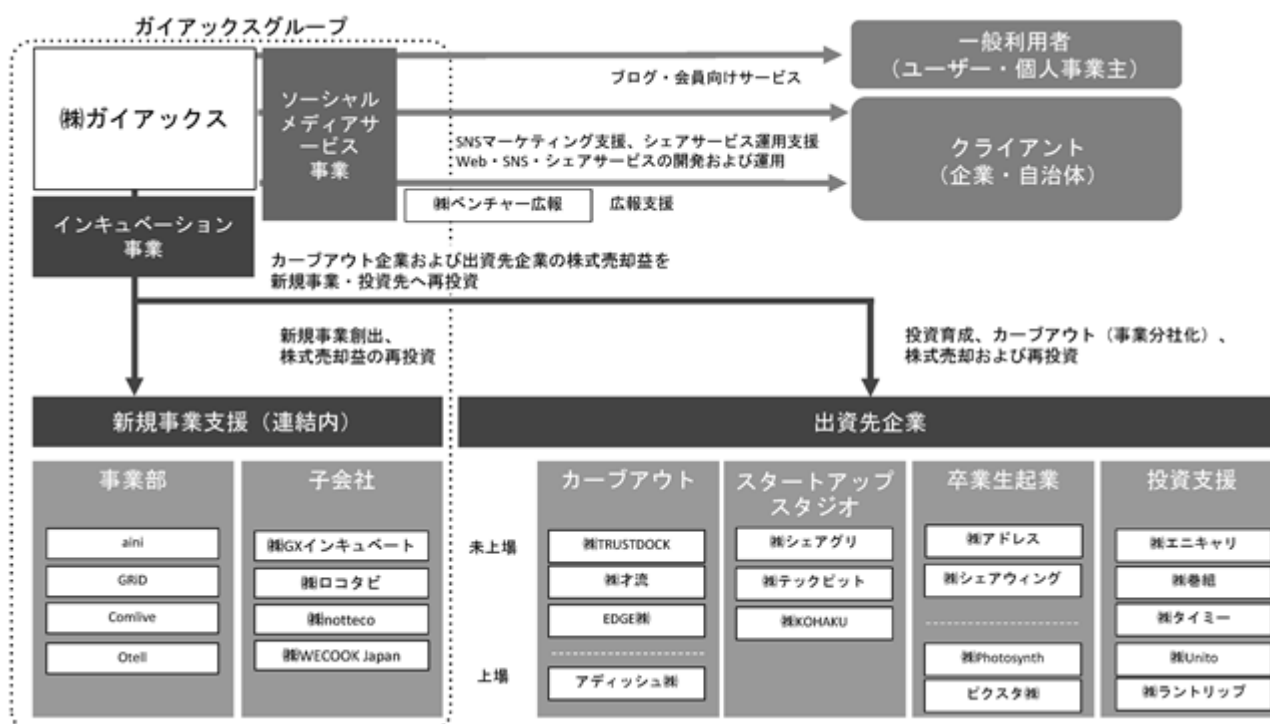 ガイアックスグループ
㈱ガイアックス
ソーシャル
メディアサ
ービス
事業
ブログ・会員向けサービス
一般利用者
（ユーザー・個人事業主）
SNSマーケティング支援、シェアサービス運用支援
Web・SNS・シェアサービスの開発および運用
クライアント
（企業・自治体）
㈱ベンチャー広報
広報支援
インキュベーション
事業
カーブアウト企業および出資先企業の株式売却益を
新規事業・投資先へ再投資
新規事業創出、
株式売却益の再投資
投資育成、カーブアウト（事業分社化）、
株式売却および再投資
新規事業支援（連結内）
事業部
aini
GRiD
Comlive
Otell
子会社
㈱GXインキュベート
㈱ロコタビ
㈱notteco
㈱WECOOK Japan
出資先企業
未上場
上場
カーブアウト
㈱TRUSTDOCK
㈱才流
EDGE㈱
アディッシュ㈱
スタートアップ
スタジオ
㈱シェアグリ
㈱テックビット
㈱KOHAKU
卒業生起業
㈱アドレス
㈱シェアウィング
㈱Photosynth
ピクスタ㈱
投資支援
㈱エニキャリ
㈱巻組
㈱タイミー
㈱Unito
㈱ラントリップ